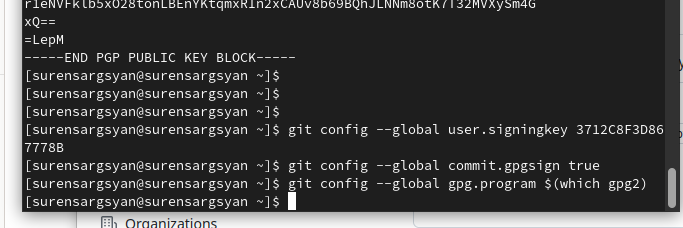 r1eNVFklb5xO28tonLBEnYKtqmxRIn2xCAUv8b69BQhJLNNm8otK7T32MVXySm4G
xQ==
=LepM
-----END PGP PUBLIC KEY BLOCK-----
[surensargsyan@surensargsyan ~]$
[surensargsyan@surensargsyan ~]$
[surensargsyan@surensargsyan ~]$
[surensargsyan@surensargsyan ~]$ git config --global user.signingkey 3712C8F3D86
7778B
[surensargsyan@surensargsyan ~]$ git config --global commit.gpgsign true
[surensargsyan@surensargsyan ~]$ git config --global gpg.program $(which gpg2)
[surensargsyan@surensargsyan ~]$
Organizations